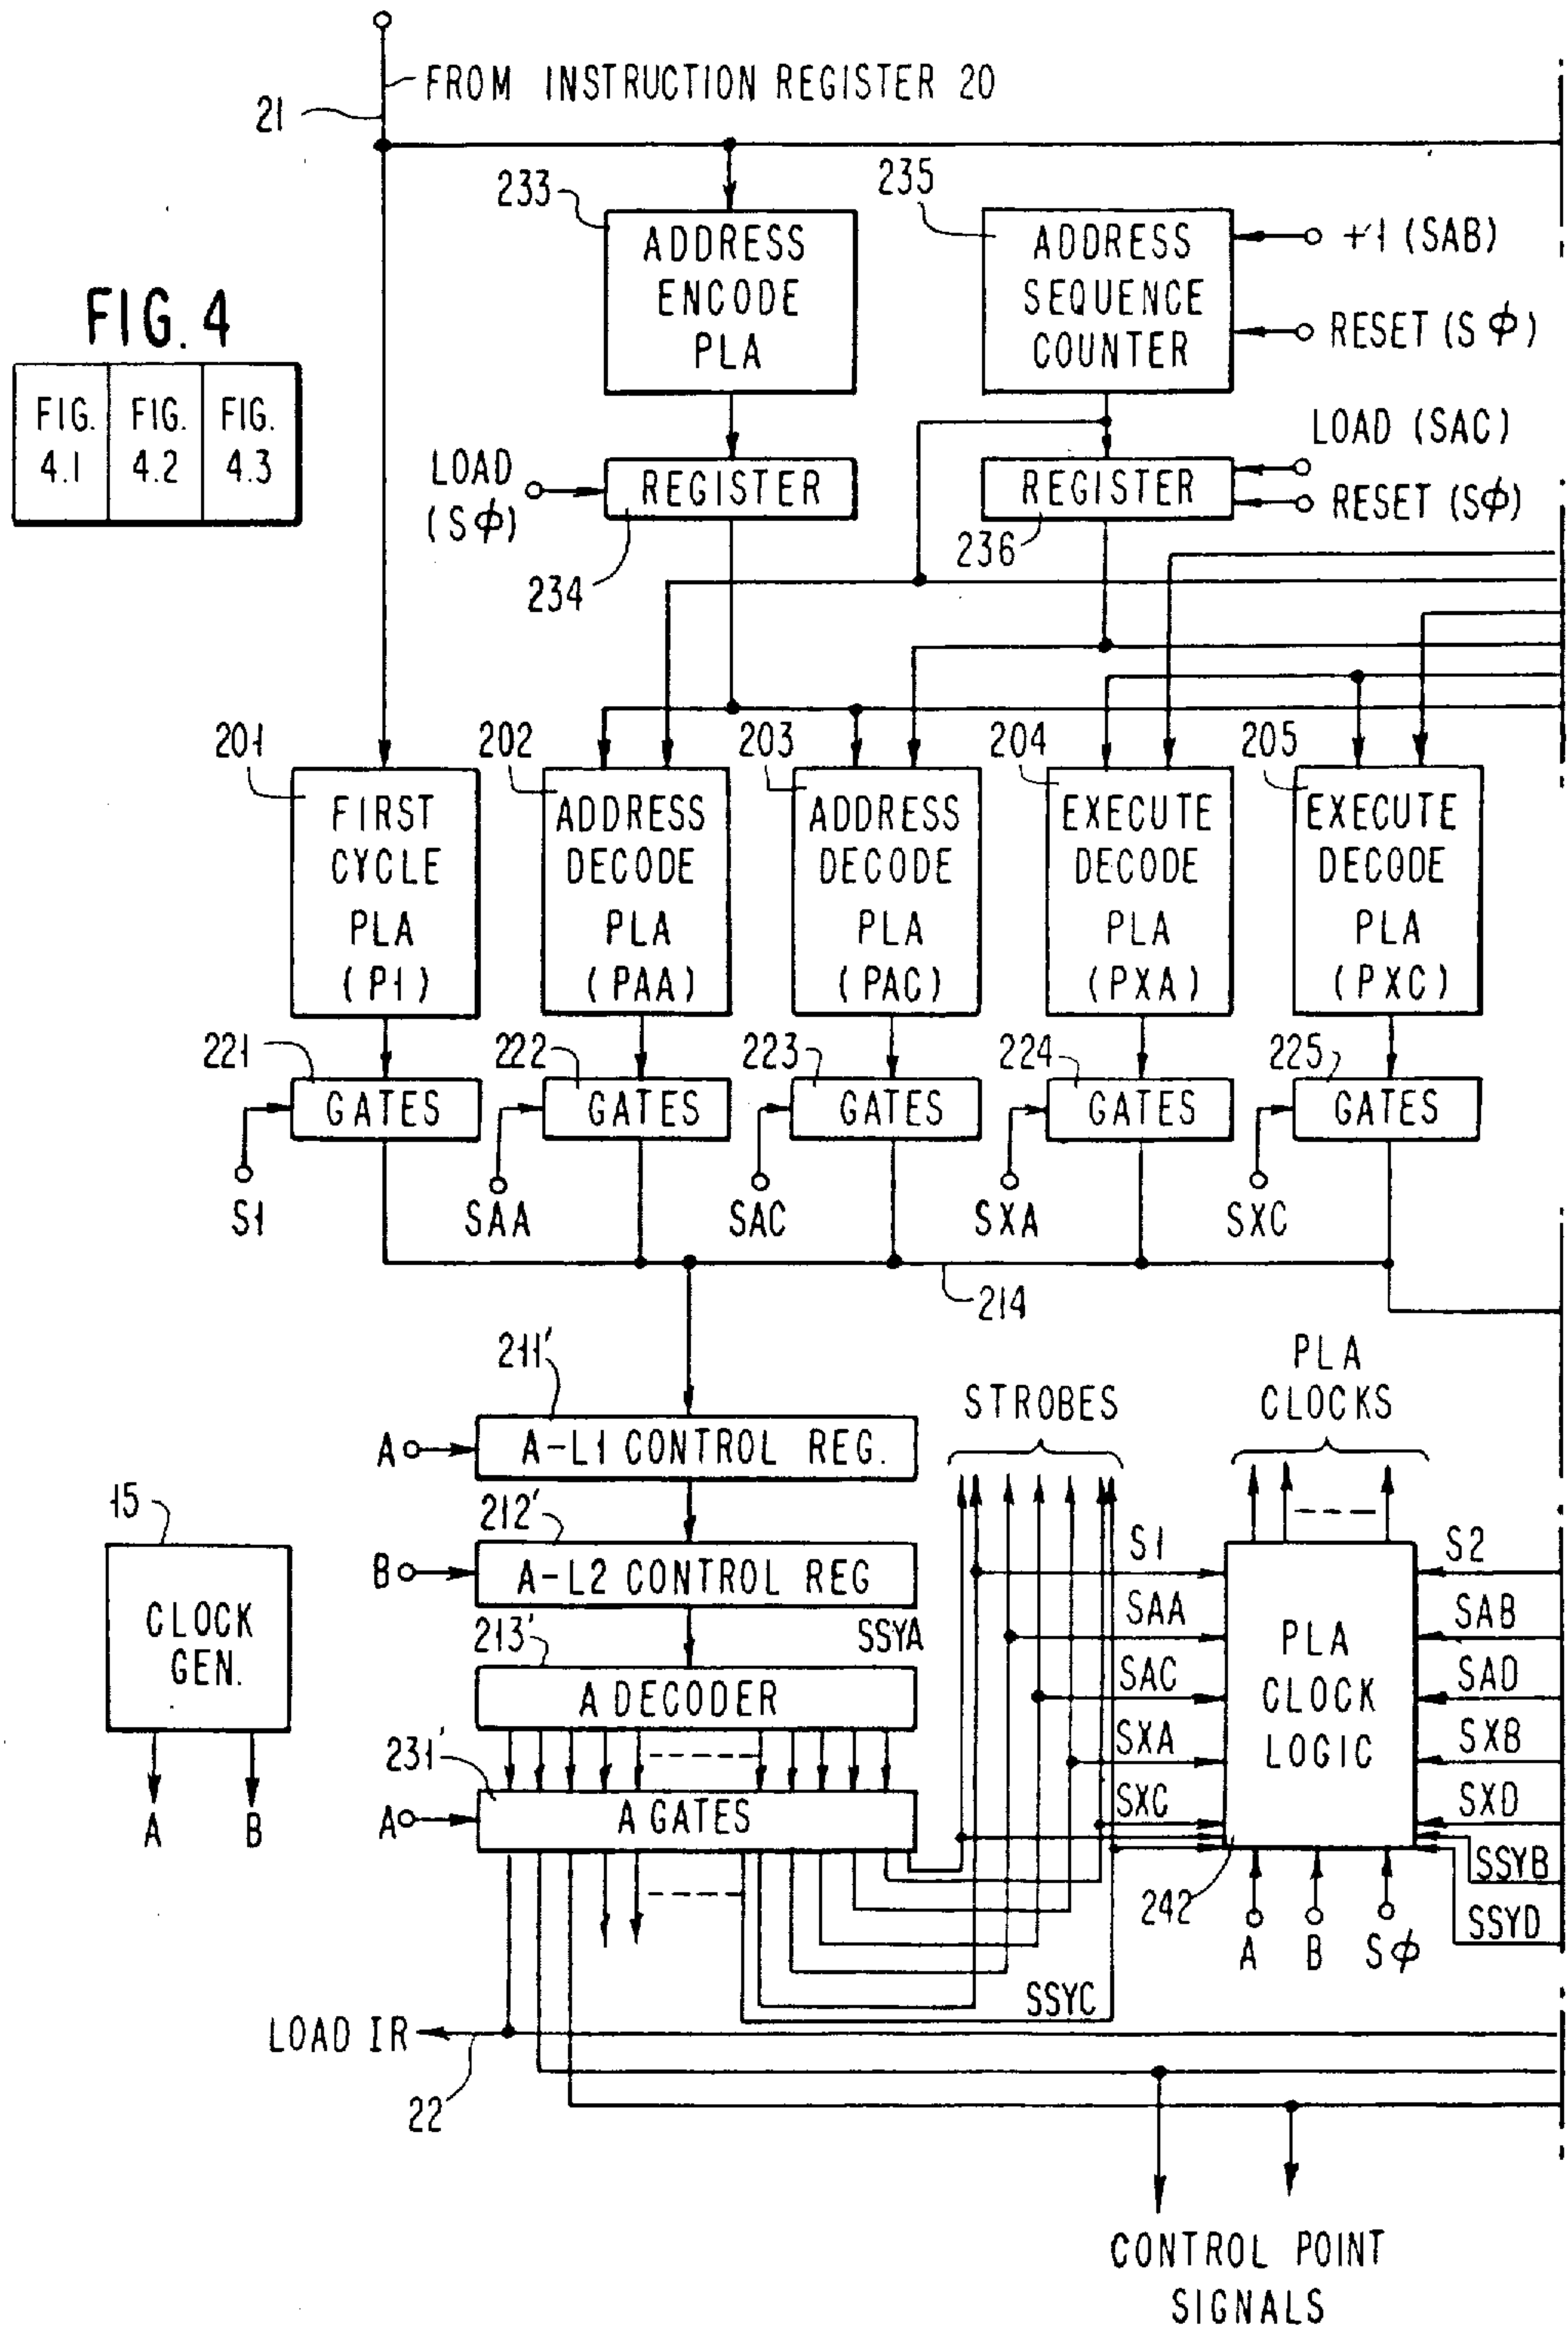 FROM INSTRUCTION REGISTER 20
21
233
235
ADDRESS
ENCODE
PLA
ADDRESS
SEQUENCE
COUNTER
+1 (SAB)
RESET (Sϕ)
FIG. 4
FIG.
4.1
FIG.
4.2
FIG.
4.3
LOAD
(Sϕ)
REGISTER
234
REGISTER
236
LOAD (SAC)
RESET (Sϕ)
201
202
203
204
205
FIRST
CYCLE
PLA
(P1)
ADDRESS
DECODE
PLA
(PAA)
ADDRESS
DECODE
PLA
(PAC)
EXECUTE
DECODE
PLA
(PXA)
EXECUTE
DECODE
PLA
(PXC)
221
222
223
224
225
GATES
GATES
GATES
GATES
GATES
S1
SAA
SAC
SXA
SXC
214
211'
A
A-L1 CONTROL REG.
STROBES
PLA
CLOCKS
15
CLOCK
GEN.
A
B
212'
B
A-L2 CONTROL REG
213'
SSYA
A DECODER
231'
A
A GATES
S1
SAA
SAC
SXA
SXC
PLA
CLOCK
LOGIC
S2
SAB
SAD
SXB
SXD
SSYB
SSYD
242
A
B
Sϕ
SSYC
LOAD IR
22
CONTROL POINT
SIGNALS